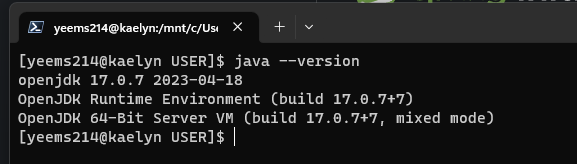 yeems214@kaelyn:/mnt/c/Use
[yeems214@kaelyn USER]$ java --version
openjdk 17.0.7 2023-04-18
OpenJDK Runtime Environment (build 17.0.7+7)
OpenJDK 64-Bit Server VM (build 17.0.7+7, mixed mode)
[yeems214@kaelyn USER]$